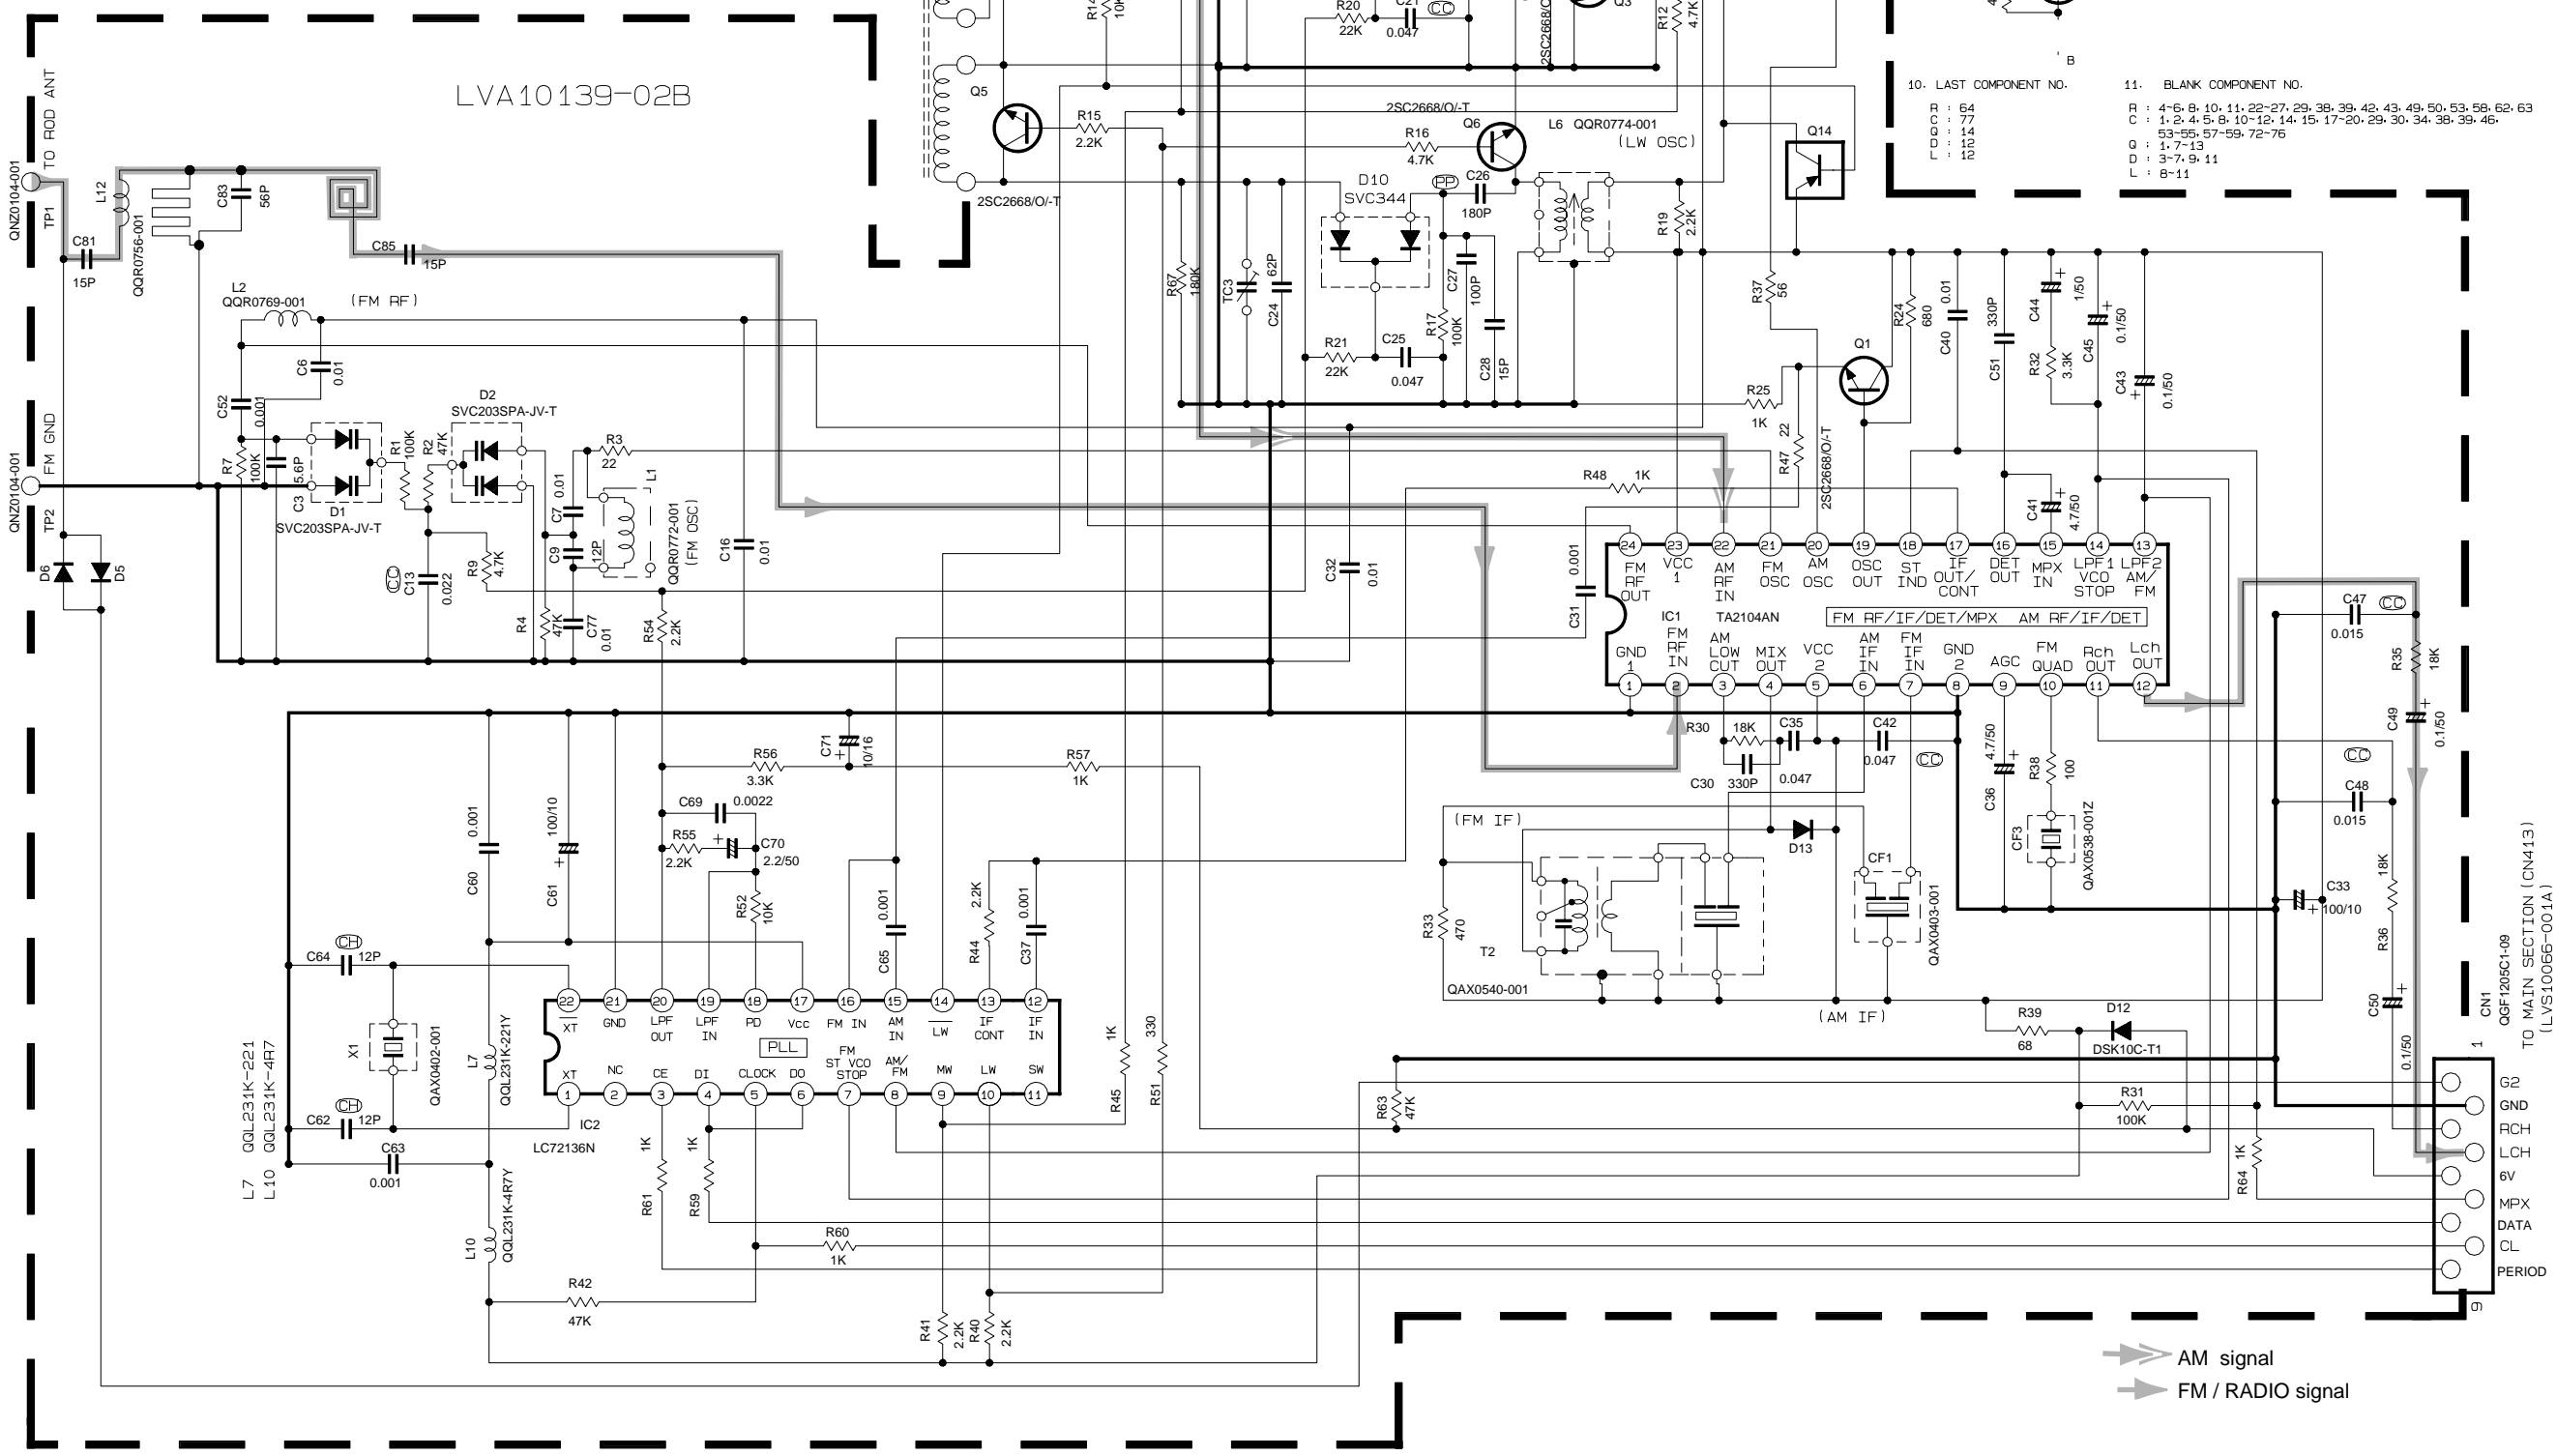 LVA10139-02B
TO ROD ANT
QNZ0104-001
TP1
L12
QQR0756-001
C83
56P
C81
15P
C85
15P
L2
QQR0769-001
(FM RF)
C6
0.01
C52
0.001
FM GND
QNZ0104-001
TP2
R7
100K
C3
5.6P
D1
SVC203SPA-JV-T
R1
100K
R2
47K
D2
SVC203SPA-JV-T
R3
22
C7
0.01
C9
12P
L1
QQR0772-001
(FM OSC)
C16
0.01
CC
C13
0.022
R9
4.7K
R4
47K
C77
0.01
R54
2.2K
D6
D5
R14
10K
Q5
2SC2668/O/-T
R15
2.2K
R20
22K
C21
CC
0.047
2SC2668/O
Q3
R12
4.7K
2SC2668/O/-T
R16
4.7K
Q6
L6 QQR0774-001
(LW OSC)
Q14
D10
SVC344
PP
C26
180P
R19
2.2K
R67
180K
TC3
C24
62P
C27
100P
R17
100K
C28
15P
R21
22K
C25
0.047
R37
56
R24
680
C40
0.01
C51
330P
C44
1/50
R32
3.3K
C45
0.1/50
C43
0.1/50
Q1
R25
1K
R47
22
2SC2668/O/-T
R48
1K
C41
4.7/50
C32
0.01
C31
0.001
B
10. LAST COMPONENT NO.
R : 64
C : 77
Q : 14
D : 12
L : 12
11. BLANK COMPONENT NO.
R : 4~6, 8, 10, 11, 22~27, 29, 38, 39, 42, 43, 49, 50, 53, 58, 62, 63
C : 1, 2, 4, 5, 8, 10~12, 14, 15, 17~20, 29, 30, 34, 38, 39, 46,
53~55, 57~59, 72~76
Q : 1, 7~13
D : 3~7, 9, 11
L : 8~11
24 23 22 21 20 19 18 17 16 15 14 13
FM RF OUT
VCC 1
AM RF IN
FM OSC
AM OSC
OSC OUT
ST IND
IF OUT/ CONT
DET OUT
MPX IN
LPF1 VCO STOP
LPF2 AM/ FM
IC1
TA2104AN
FM RF/IF/DET/MPX AM RF/IF/DET
GND 1
FM RF IN
AM LOW CUT
MIX OUT
VCC 2
AM IF IN
FM IF IN
GND 2
AGC
FM QUAD
Rch OUT
Lch OUT
1 2 3 4 5 6 7 8 9 10 11 12
C47
CC
0.015
R35
18K
C49
0.1/50
R30
18K
C35
0.047
C42
0.047
CC
C30
330P
C36
4.7/50
R38
100
CF3
QAX0538-001Z
CC
C48
0.015
18K
R36
C33
100/10
C50
0.1/50
(FM IF)
D13
R33
470
T2
QAX0540-001
CF1
QAX0403-001
(AM IF)
R39
68
D12
DSK10C-T1
R63
47K
R31
100K
R64
1K
C71
10/16
R56
3.3K
R57
1K
C69
0.0022
R55
2.2K
C70
2.2/50
R52
10K
C60
0.001
C61
100/10
C65
0.001
R44
2.2K
C37
0.001
CH
C64
12P
X1
QAX0402-001
CH
C62
12P
C63
0.001
L7
QQL231K-221Y
L7 QQL231K-221
L10 QQL231K-4R7
L10
QQL231K-4R7Y
22 21 20 19 18 17 16 15 14 13 12
XT
GND
LPF OUT
LPF IN
PD
Vcc
FM IN
AM IN
LW
IF CONT
IF IN
PLL
XT
NC
CE
DI
CLOCK
DO
FM ST VCO STOP
AM/ FM
MW
LW
SW
1 2 3 4 5 6 7 8 9 10 11
IC2
LC72136N
R61
1K
R59
1K
R60
1K
R42
47K
R41
2.2K
R40
2.2K
R45
1K
R51
330
CN1
QGF1205C1-09
TO MAIN SECTION (CN413)
(LVS10066-001A)
1
G2
GND
RCH
LCH
6V
MPX
DATA
CL
PERIOD
9
AM signal
FM / RADIO signal